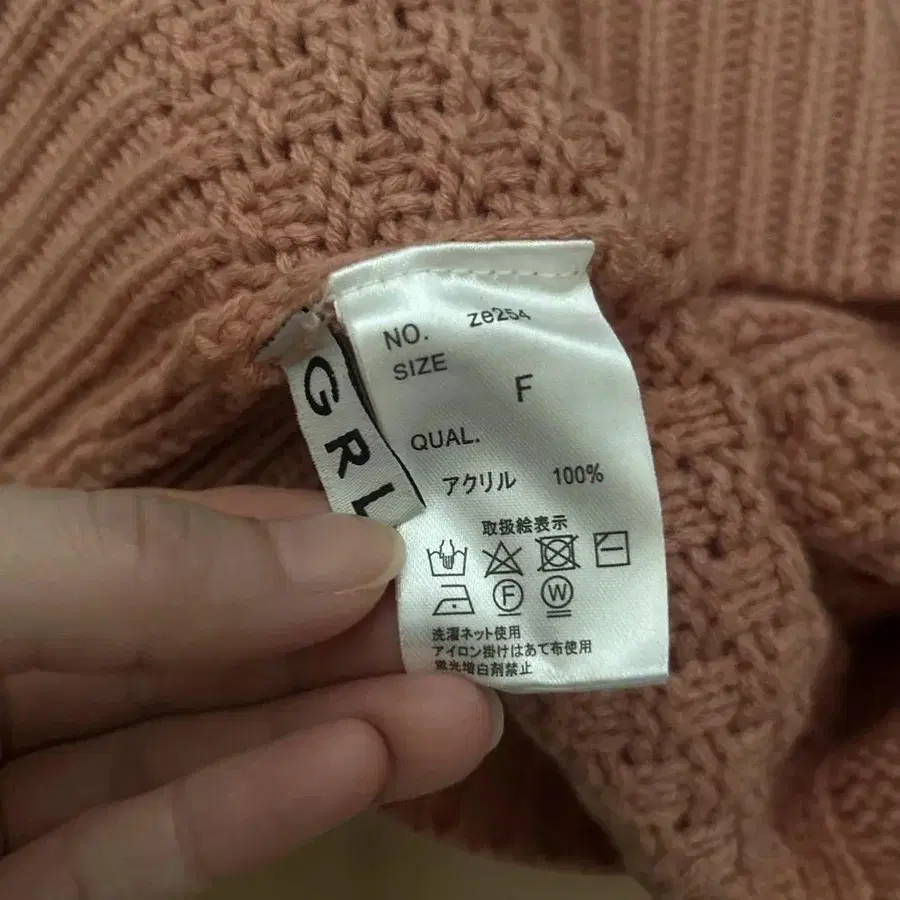 GRL
NO. ze254
SIZE
F
QUAL.
アクリル 100%
取扱絵表示
F W
洗濯ネット使用
アイロン掛けはあて布使用
蛍光増白剤禁止